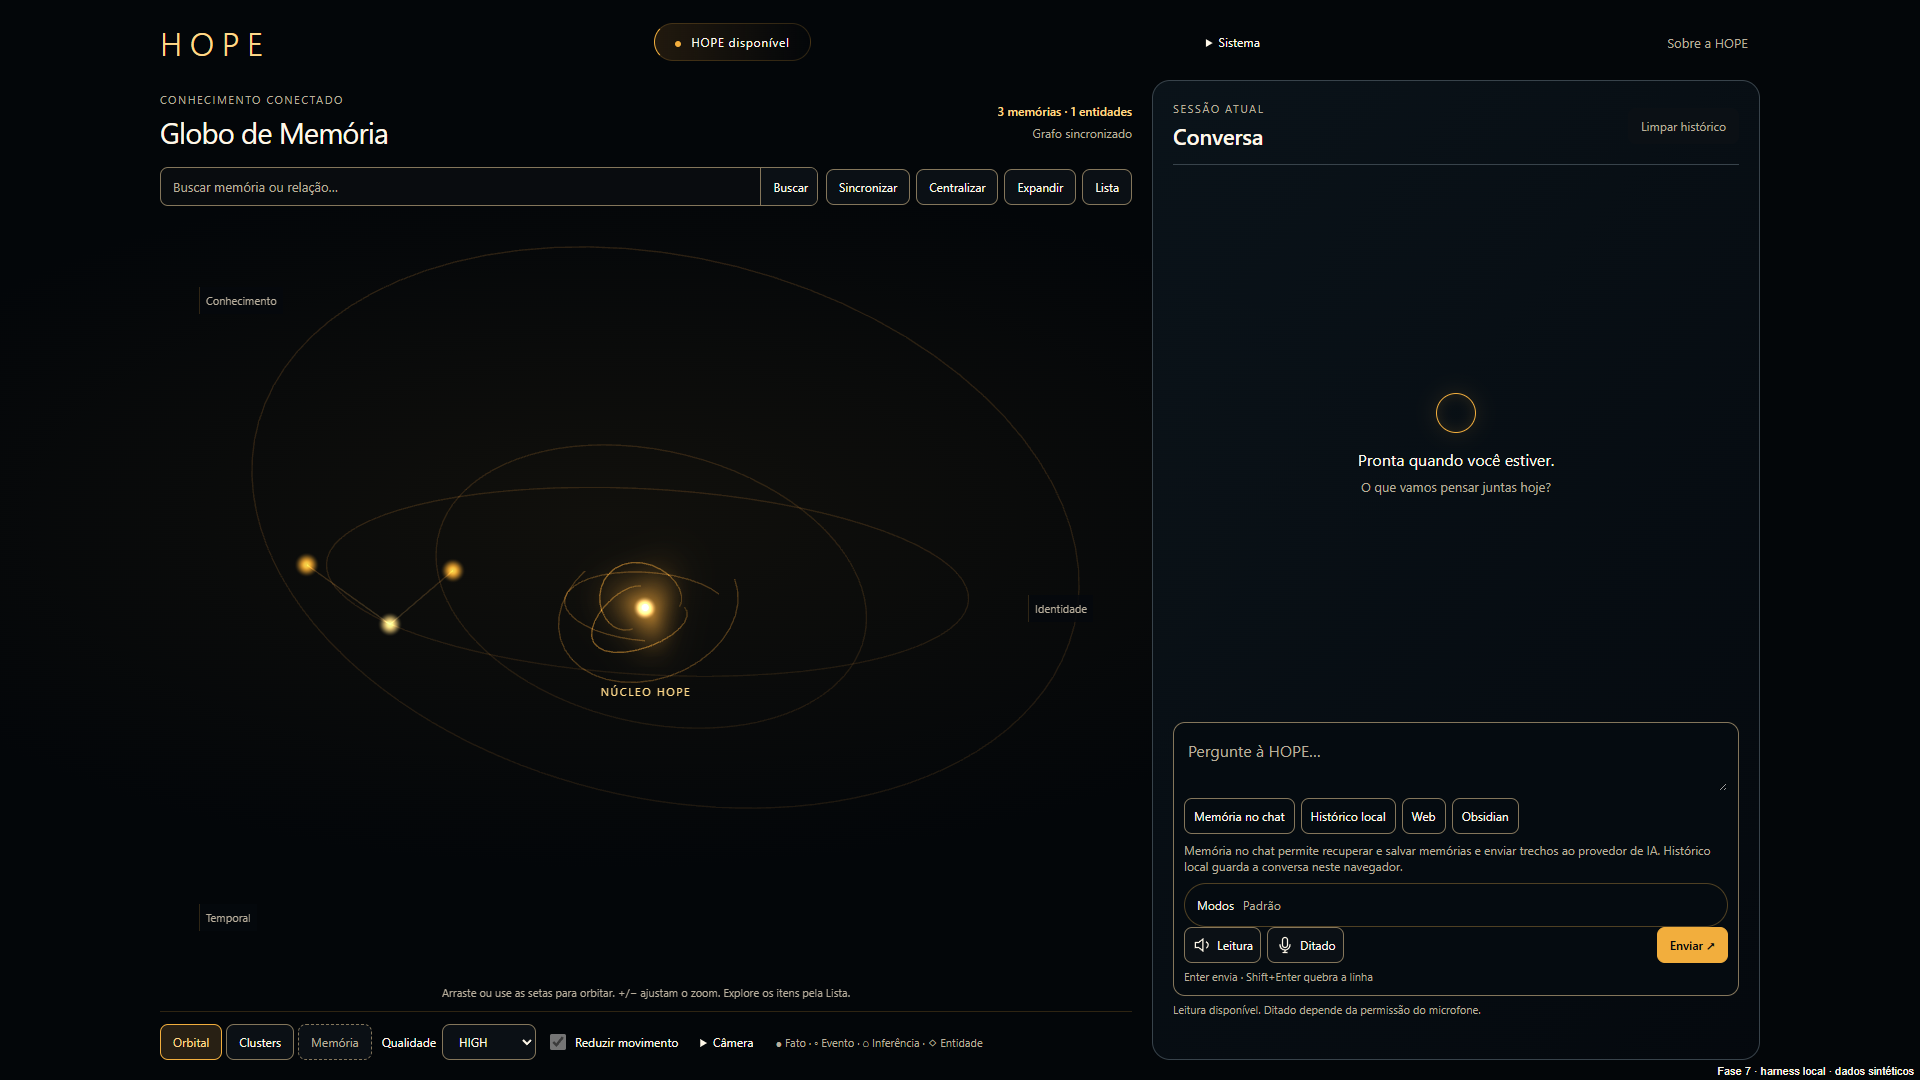 HOPE
HOPE disponível
▶ Sistema
Sobre a HOPE
CONHECIMENTO CONECTADO
Globo de Memória
3 memórias · 1 entidades
Grafo sincronizado
Buscar memória ou relação...
Buscar
Sincronizar
Centralizar
Expandir
Lista
Conhecimento
Identidade
NÚCLEO HOPE
Temporal
Arraste ou use as setas para orbitar. +/− ajustam o zoom. Explore os itens pela Lista.
Orbital
Clusters
Memória
Qualidade
HIGH
Reduzir movimento
▶ Câmera
● Fato · ∘ Evento · ○ Inferência · ◇ Entidade
SESSÃO ATUAL
Conversa
Limpar histórico
Pronta quando você estiver.
O que vamos pensar juntas hoje?
Pergunte à HOPE...
Memória no chat
Histórico local
Web
Obsidian
Memória no chat permite recuperar e salvar memórias e enviar trechos ao provedor de IA. Histórico
local guarda a conversa neste navegador.
Modos Padrão
Leitura
Ditado
Enviar ↗
Enter envia · Shift+Enter quebra a linha
Leitura disponível. Ditado depende da permissão do microfone.
Fase 7 · harness local · dados sintéticos